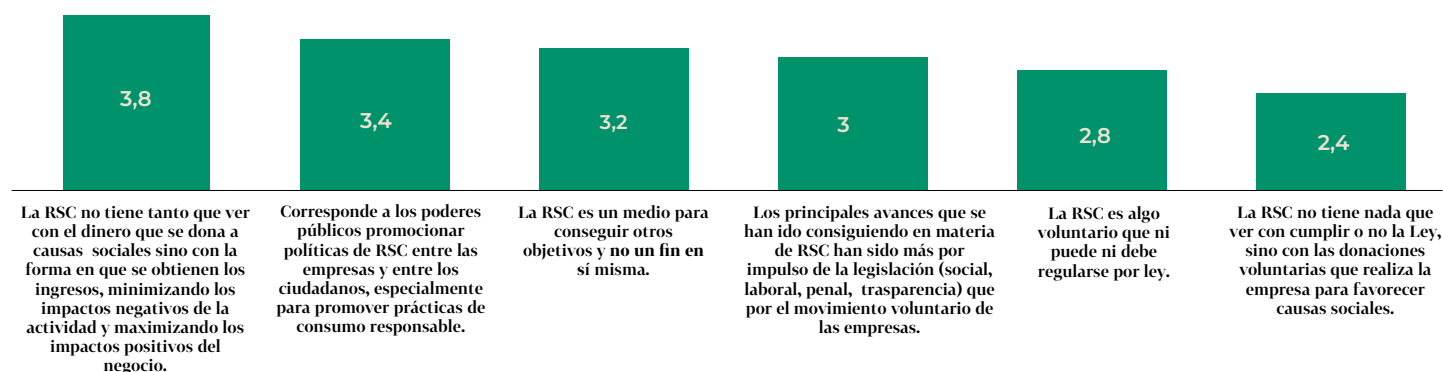 3,8
3,4
3,2
3
2,8
2,4
La RSC no tiene tanto que ver
con el dinero que se dona a
causas sociales sino con la
forma en que se obtienen los
ingresos, minimizando los
impactos negativos de la
actividad y maximizando los
impactos positivos del
negocio.
Corresponde a los poderes
públicos promocionar
políticas de RSC entre las
empresas y entre los
ciudadanos, especialmente
para promover prácticas de
consumo responsable.
La RSC es un medio para
conseguir otros
objetivos y no un fin en
sí misma.
Los principales avances que se
han ido consiguiendo en materia
de RSC han sido más por
impulso de la legislación (social,
laboral, penal, trasparencia) que
por el movimiento voluntario de
las empresas.
La RSC es algo
voluntario que ni
puede ni debe
regularse por ley.
La RSC no tiene nada que
ver con cumplir o no la Ley,
sino con las donaciones
voluntarias que realiza la
empresa para favorecer
causas sociales.